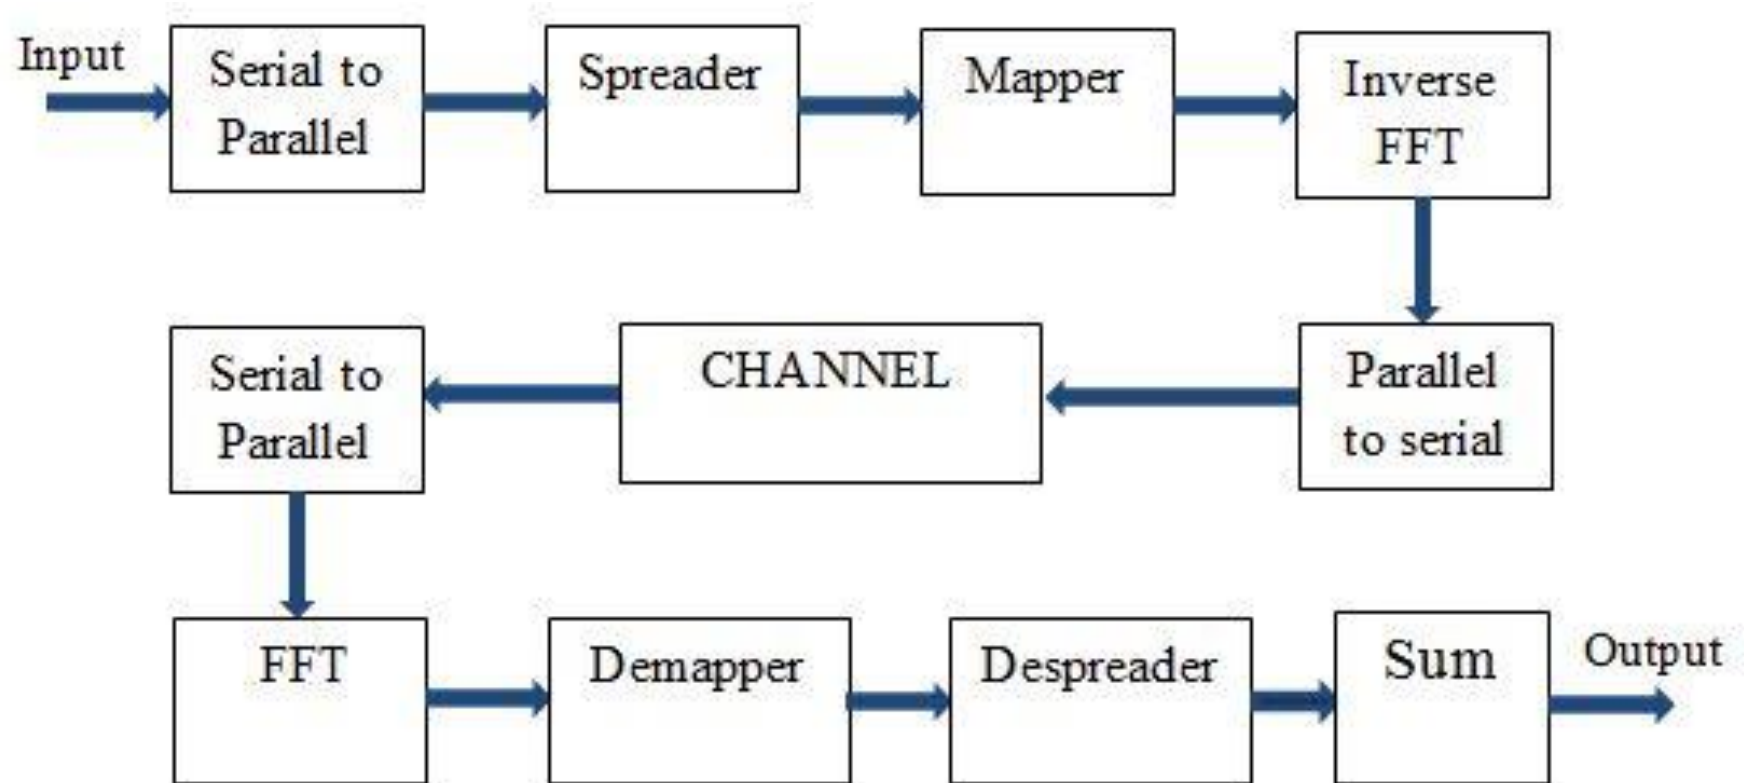 Input
Serial to
Parallel
Spreader
Mapper
Inverse
FFT
Serial to
Parallel
CHANNEL
Parallel
to serial
FFT
Demapper
Despreader
Sum
Output